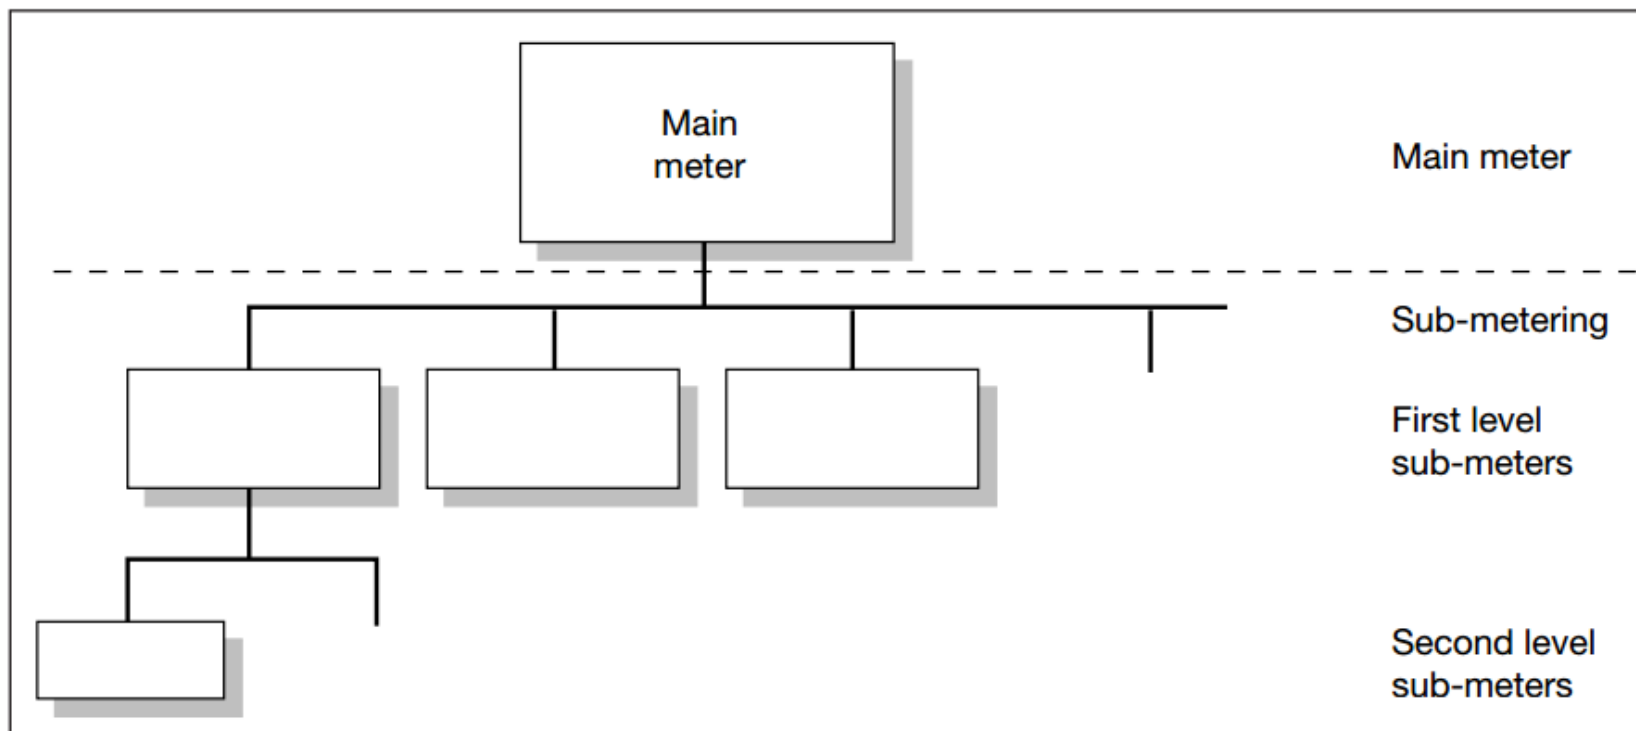 Main
meter
Main meter
Sub-metering
First level
sub-meters
Second level
sub-meters